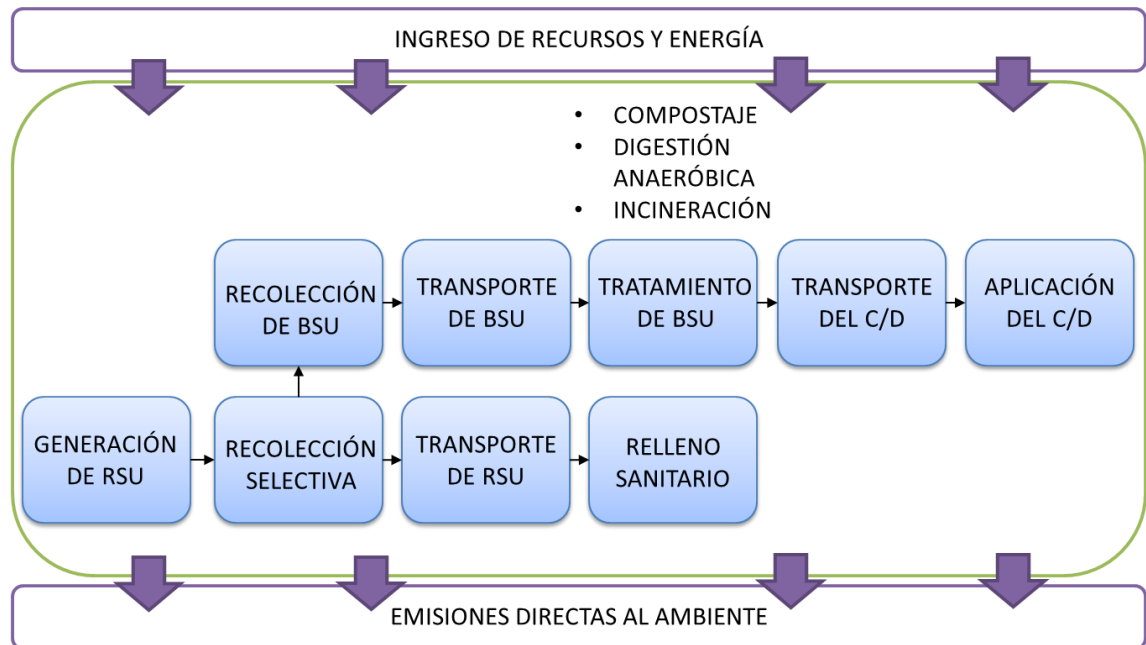 INGRESO DE RECURSOS Y ENERGÍA
• COMPOSTAJE
• DIGESTIÓN
ANAERÓBICA
• INCINERACIÓN
RECOLECCIÓN
DE BSU
TRANSPORTE
DE BSU
TRATAMIENTO
DE BSU
TRANSPORTE
DEL C/D
APLICACIÓN
DEL C/D
GENERACIÓN
DE RSU
RECOLECCIÓN
SELECTIVA
TRANSPORTE
DE RSU
RELLENO
SANITARIO
EMISIONES DIRECTAS AL AMBIENTE